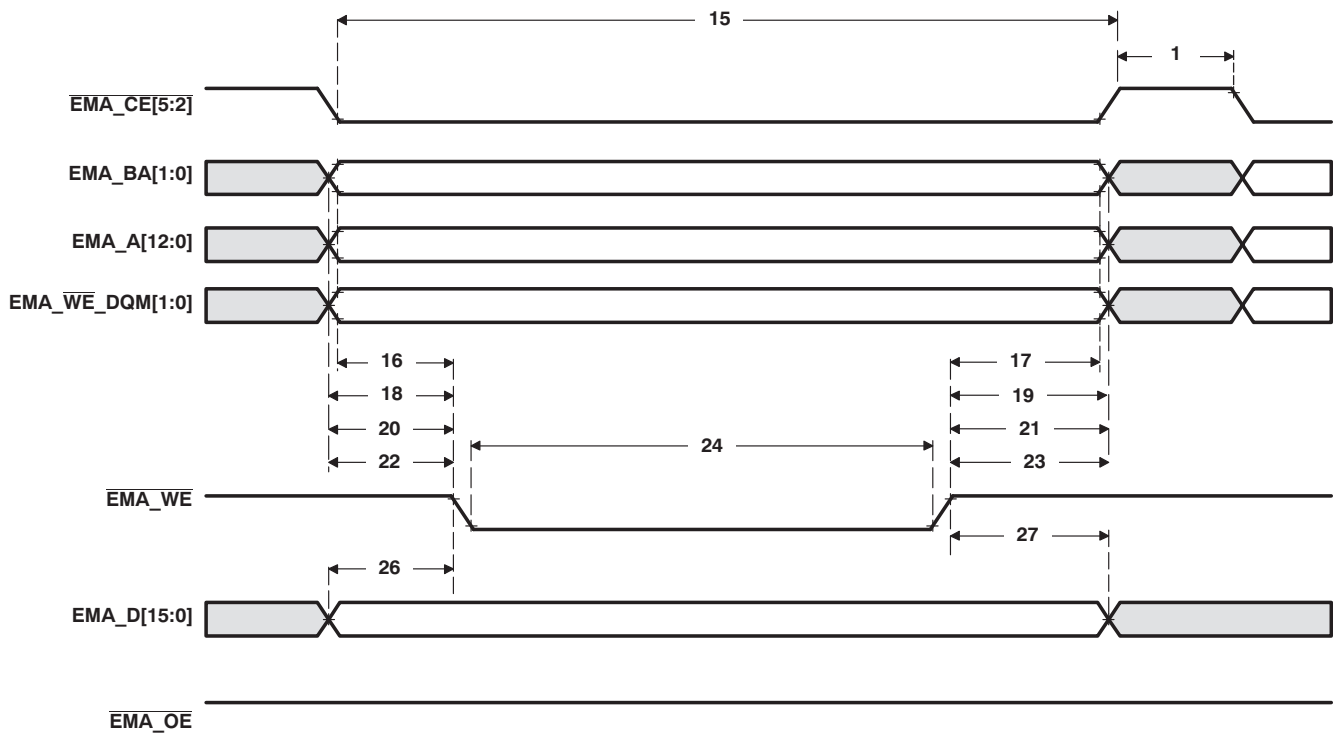 15
1
EMA_CE[5:2]
EMA_BA[1:0]
EMA_A[12:0]
EMA_WE_DQM[1:0]
16
17
18
19
20
21
24
22
23
EMA_WE
27
26
EMA_D[15:0]
EMA_OE